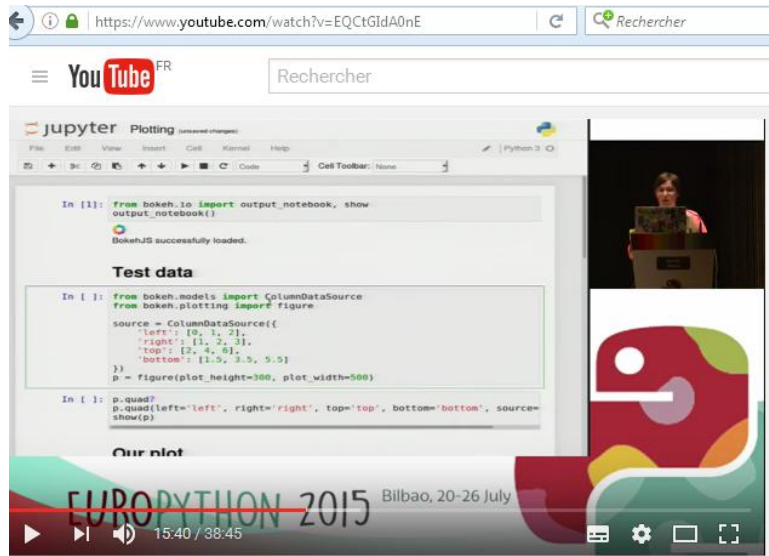 https://www.youtube.com/watch?v=EQCtGIdA0nE
Rechercher
YouTube FR
Rechercher
jupyter Plotting (unsaved changes)
File Edit View Insert Cell Kernel Help
Python 3
Code Cell Toolbar: None
In [1]: from bokeh.io import output_notebook, show
output_notebook()
BokehJS successfully loaded.
Test data
In [ ]: from bokeh.models import ColumnDataSource
from bokeh.plotting import figure
source = ColumnDataSource({
'left': [0, 1, 2],
'right': [1, 2, 3],
'top': [2, 4, 6],
'bottom': [1.5, 3.5, 5.5]
})
p = figure(plot_height=300, plot_width=500)
In [ ]: p.quad?
p.quad(left='left', right='right', top='top', bottom='bottom', source=
show(p)
Our plot
EUROPYTHON 2015 Bilbao, 20-26 July
15:40 / 38:45